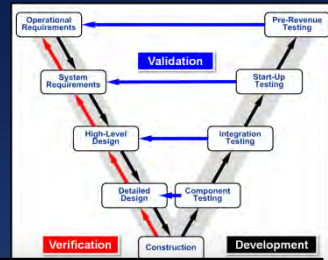 Operational
Requirements
Pre-Revenue
Testing
Validation
System
Requirements
Start-Up
Testing
High-Level
Design
Integration
Testing
Detailed
Design
Component
Testing
Verification
Construction
Development